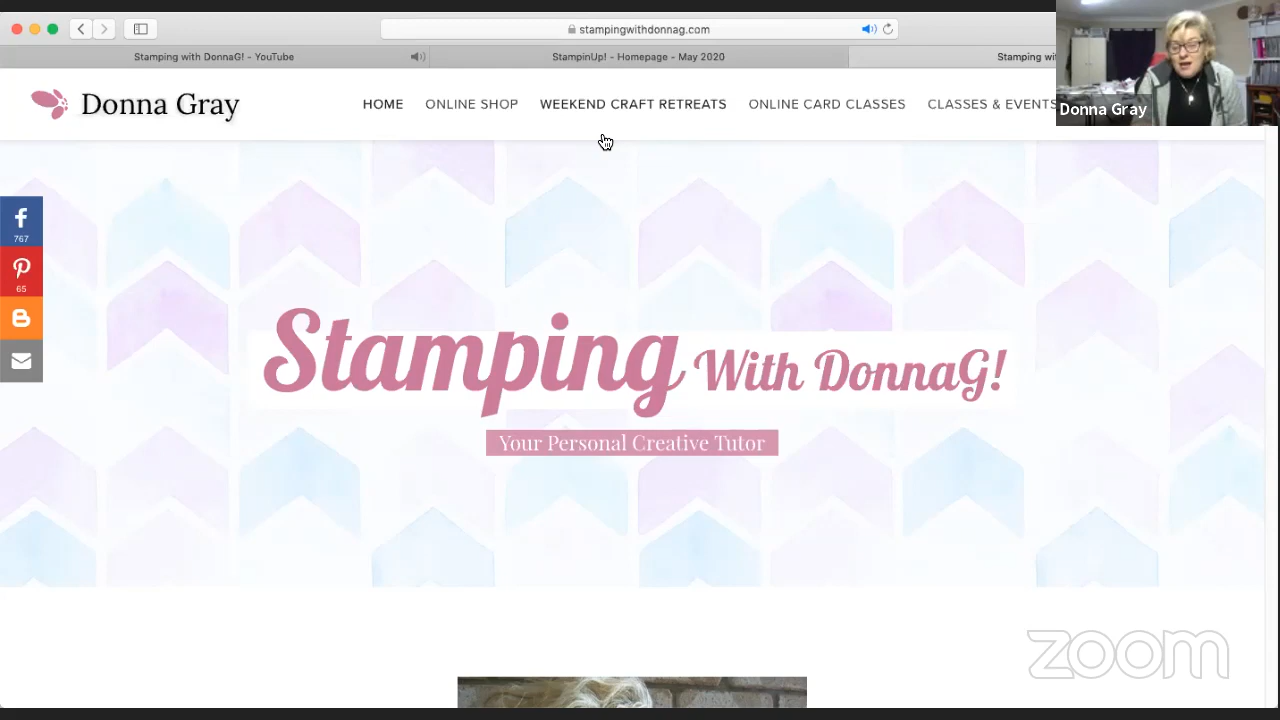 stampingwithdonnag.com
Stamping with DonnaG! - YouTube
StampinUp! - Homepage - May 2020
Stamping wi
Donna Gray
HOME
ONLINE SHOP
WEEKEND CRAFT RETREATS
ONLINE CARD CLASSES
CLASSES & EVENTS
Donna Gray
767
65
Stamping With DonnaG!
Your Personal Creative Tutor
zoom